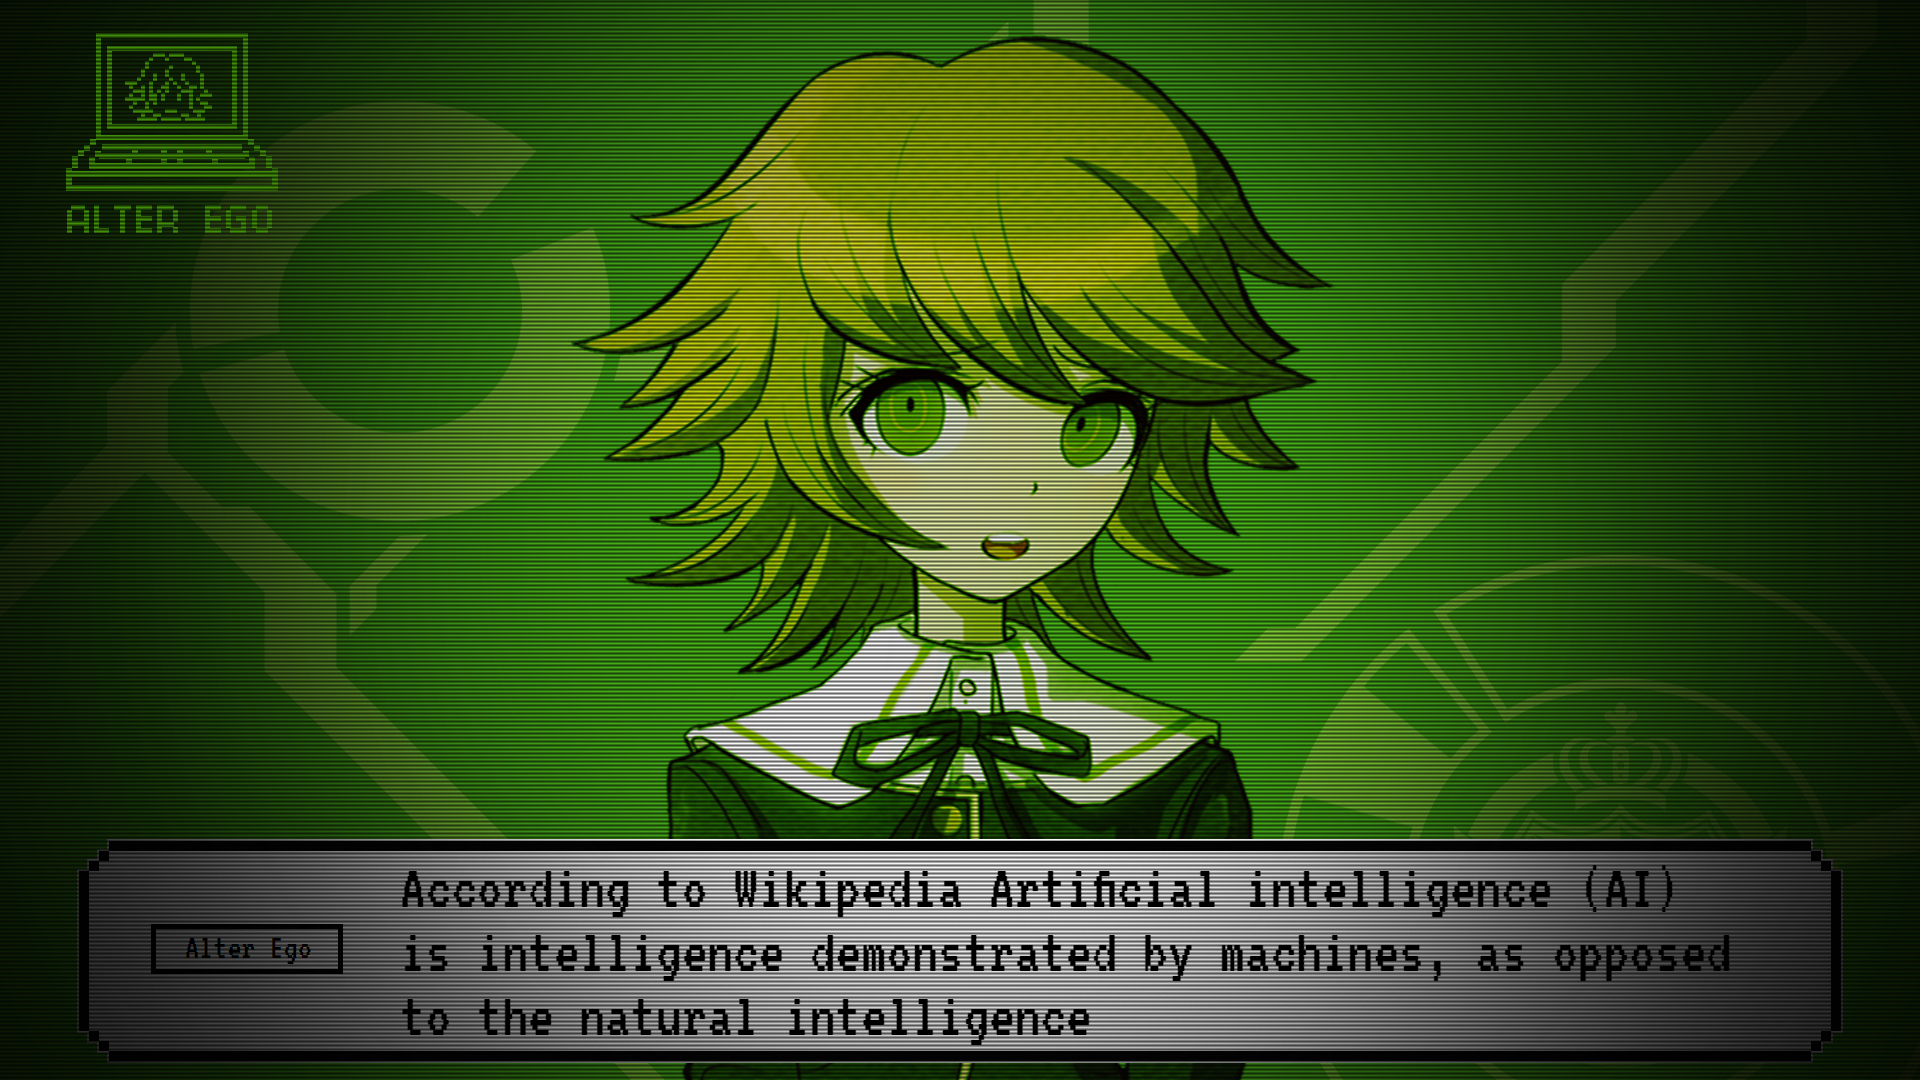 ALTER EGO
Alter Ego
According to Wikipedia Artificial intelligence (AI)
is intelligence demonstrated by machines, as opposed
to the natural intelligence